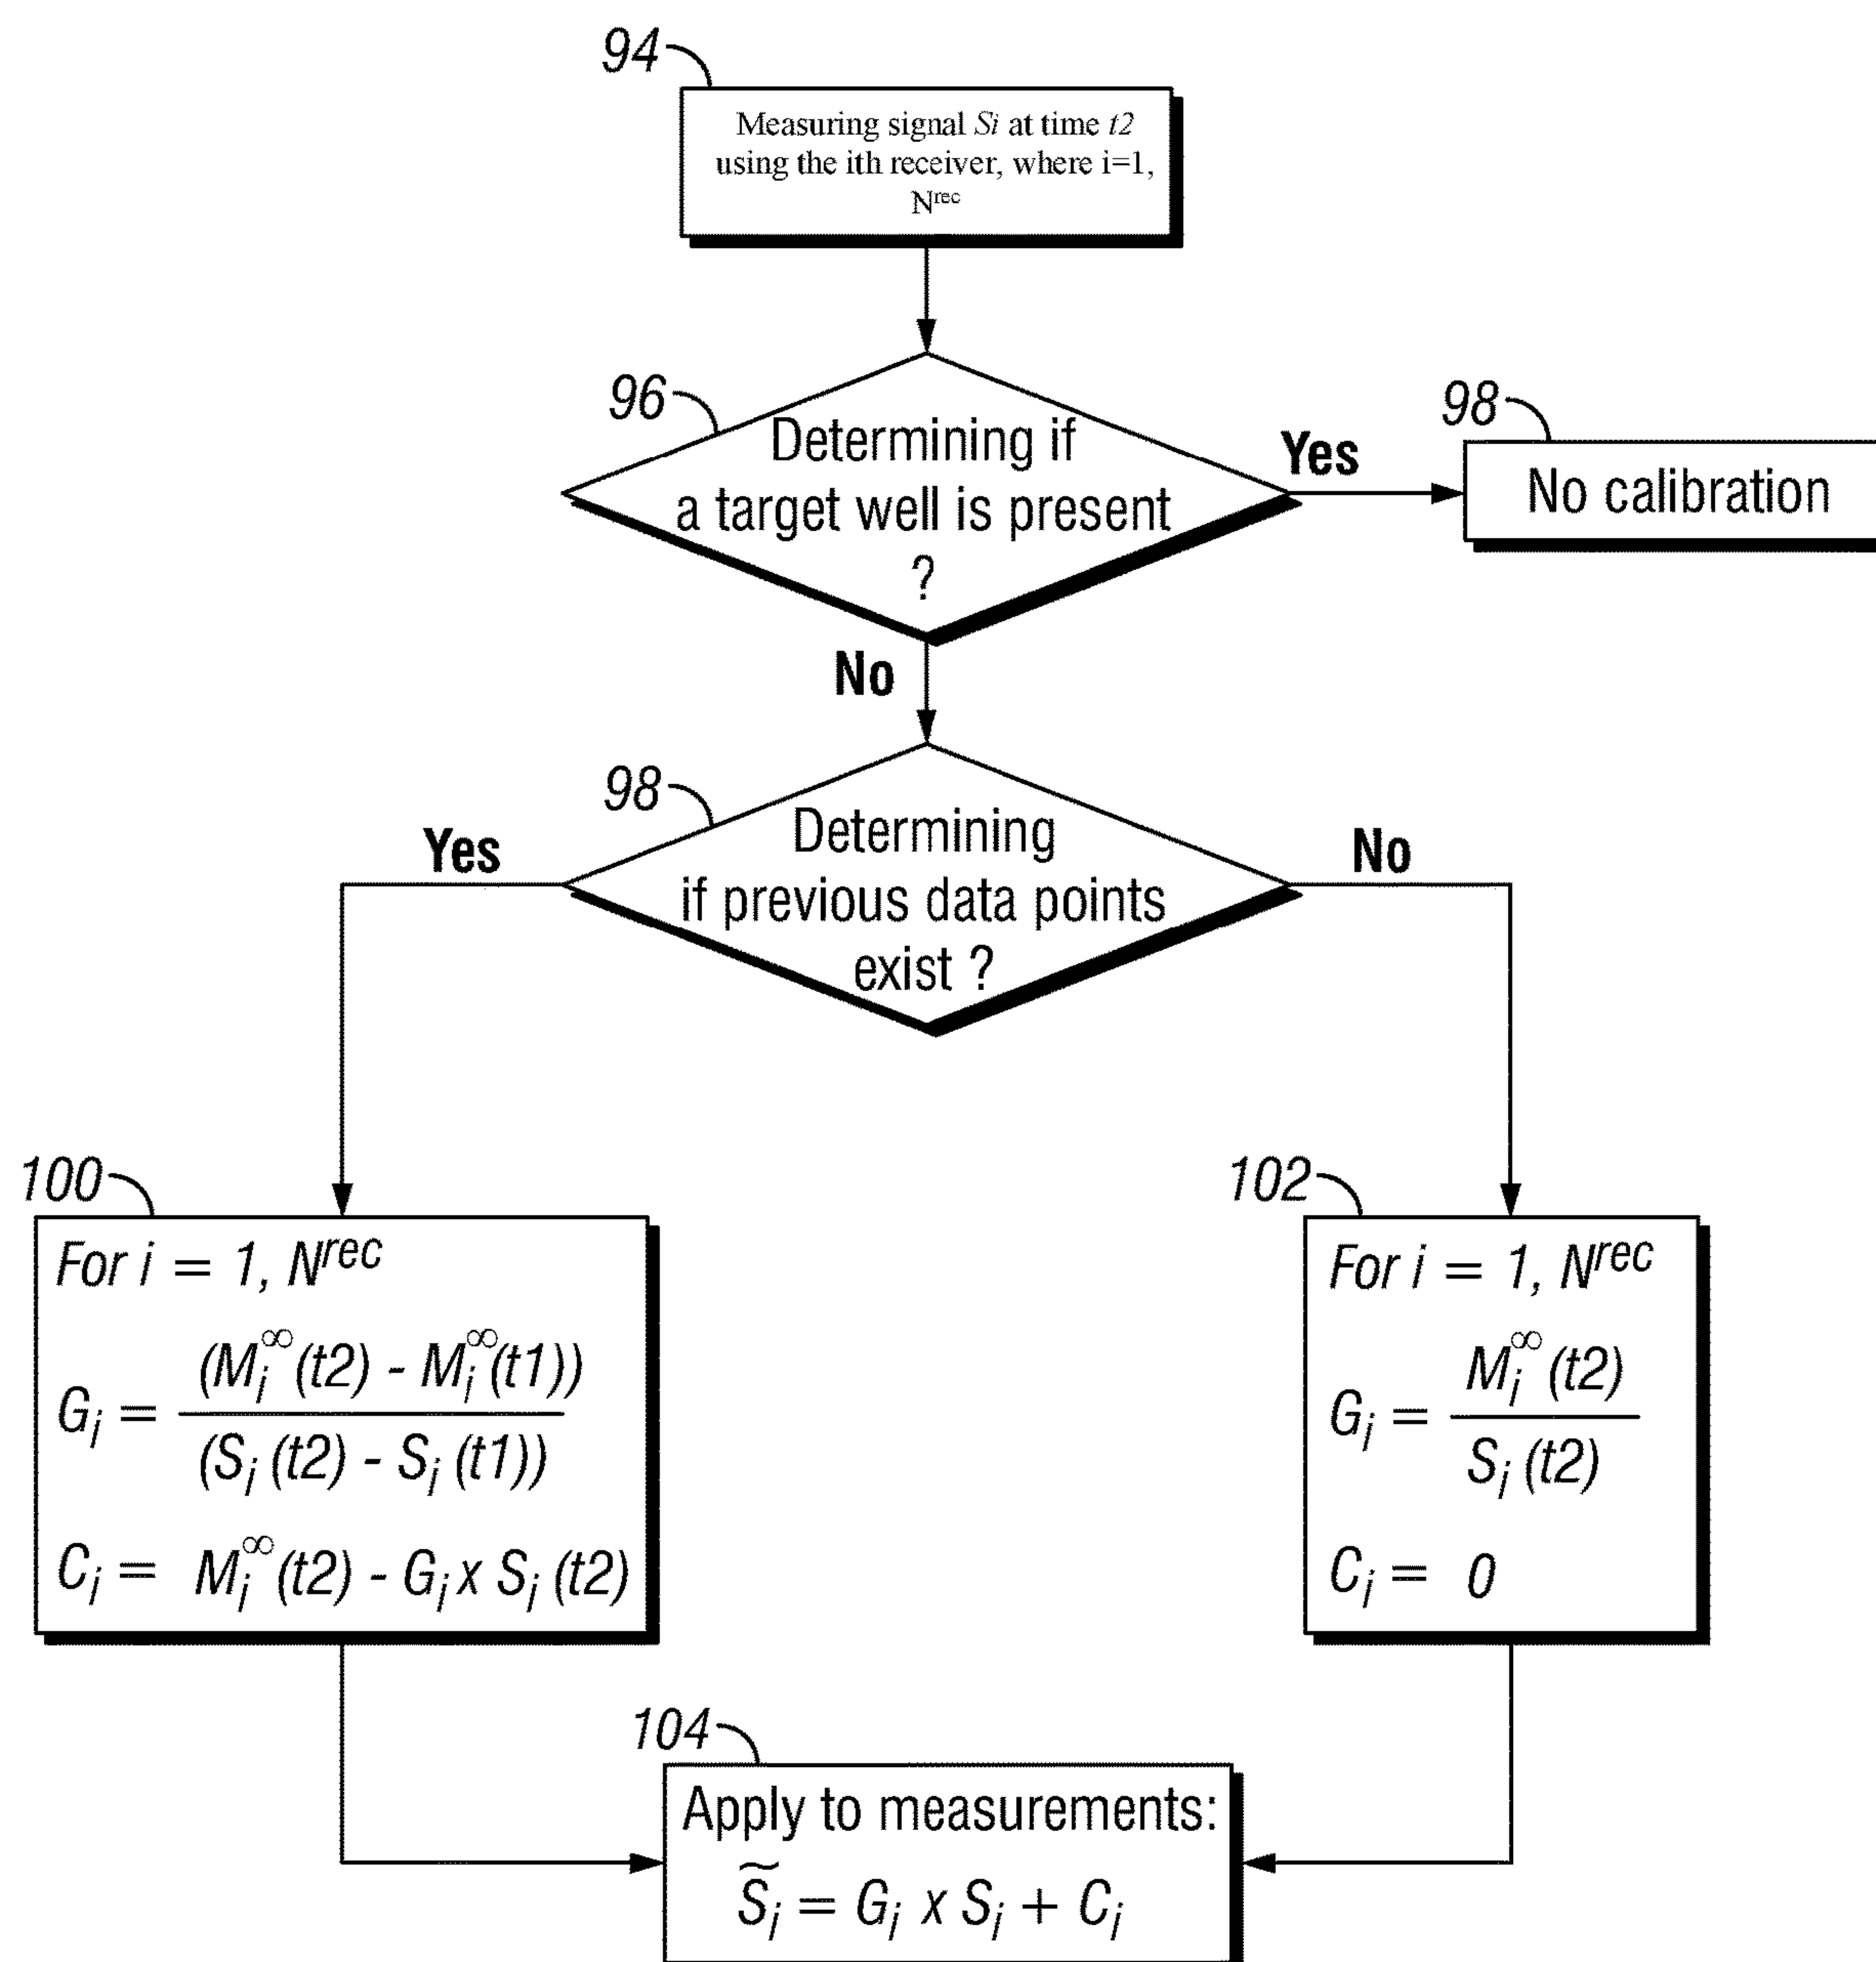 94
Measuring signal Si at time t2
using the ith receiver, where i=1,
N^rec
96
Determining if
a target well is present
?
Yes
98
No calibration
No
98
Determining
if previous data points
exist ?
Yes
No
100
For i = 1, N^rec
G_i = (M_i^∞(t2) - M_i^∞(t1)) / (S_i (t2) - S_i (t1))
C_i = M_i^∞(t2) - G_i x S_i (t2)
102
For i = 1, N^rec
G_i = M_i^∞ (t2) / S_i (t2)
C_i = 0
104
Apply to measurements:
S̃_i = G_i x S_i + C_i